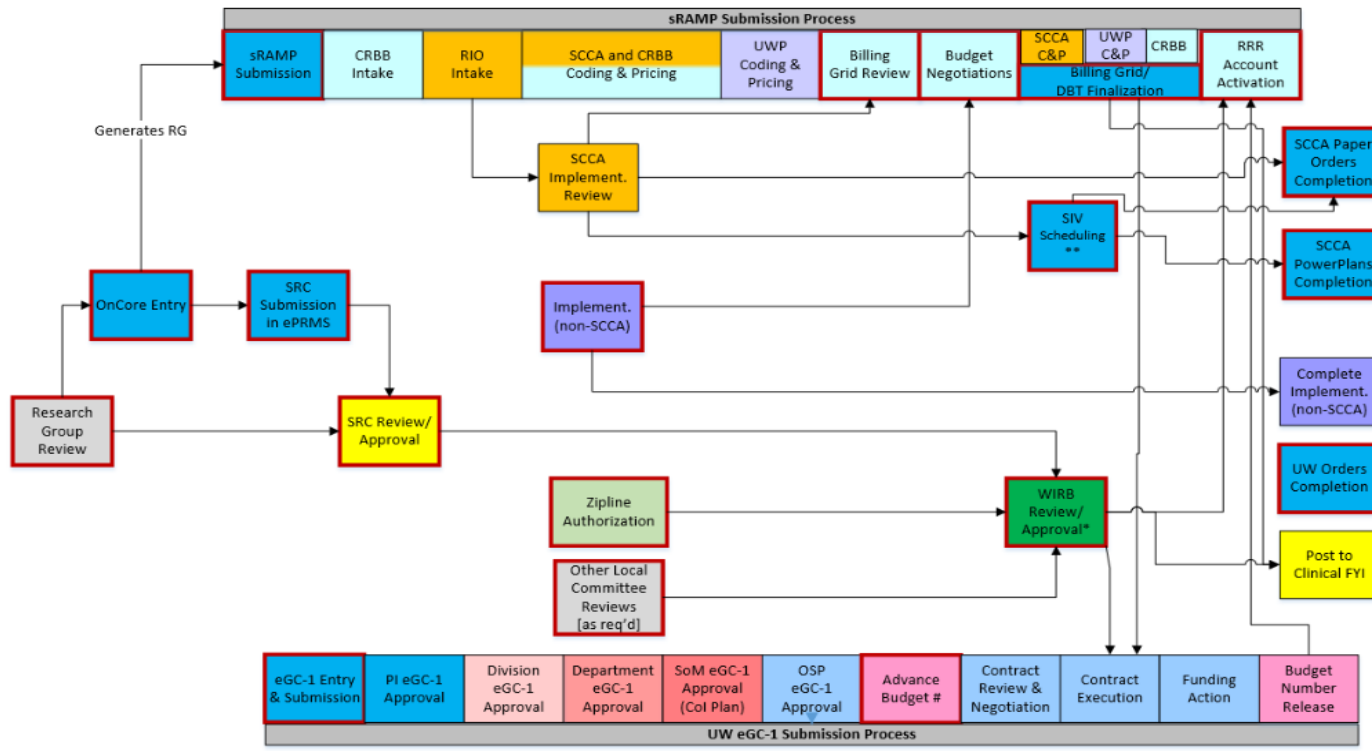 sRAMP Submission Process
sRAMP
Submission
CRBB
Intake
RIO
Intake
SCCA and CRBB
Coding & Pricing
UWP
Coding &
Pricing
Billing
Grid Review
Budget
Negotiations
SCCA
C&P
UWP
C&P
CRBB
Billing Grid/
DBT Finalization
RRR
Account
Activation
Generates RG
SCCA
Implement.
Review
SCCA Paper
Orders
Completion
SIV
Scheduling
**
SCCA
PowerPlans
Completion
OnCore Entry
SRC
Submission
in ePRMS
Implement.
(non-SCCA)
Complete
Implement.
(non-SCCA)
Research
Group
Review
SRC Review/
Approval
UW Orders
Completion
Zipline
Authorization
WIRB
Review/
Approval*
Post to
Clinical FYI
Other Local
Committee
Reviews
[as req'd]
eGC-1 Entry
& Submission
PI eGC-1
Approval
Division
eGC-1
Approval
Department
eGC-1
Approval
SoM eGC-1
Approval
(CoI Plan)
OSP
eGC-1
Approval
Advance
Budget #
Contract
Review &
Negotiation
Contract
Execution
Funding
Action
Budget
Number
Release
UW eGC-1 Submission Process